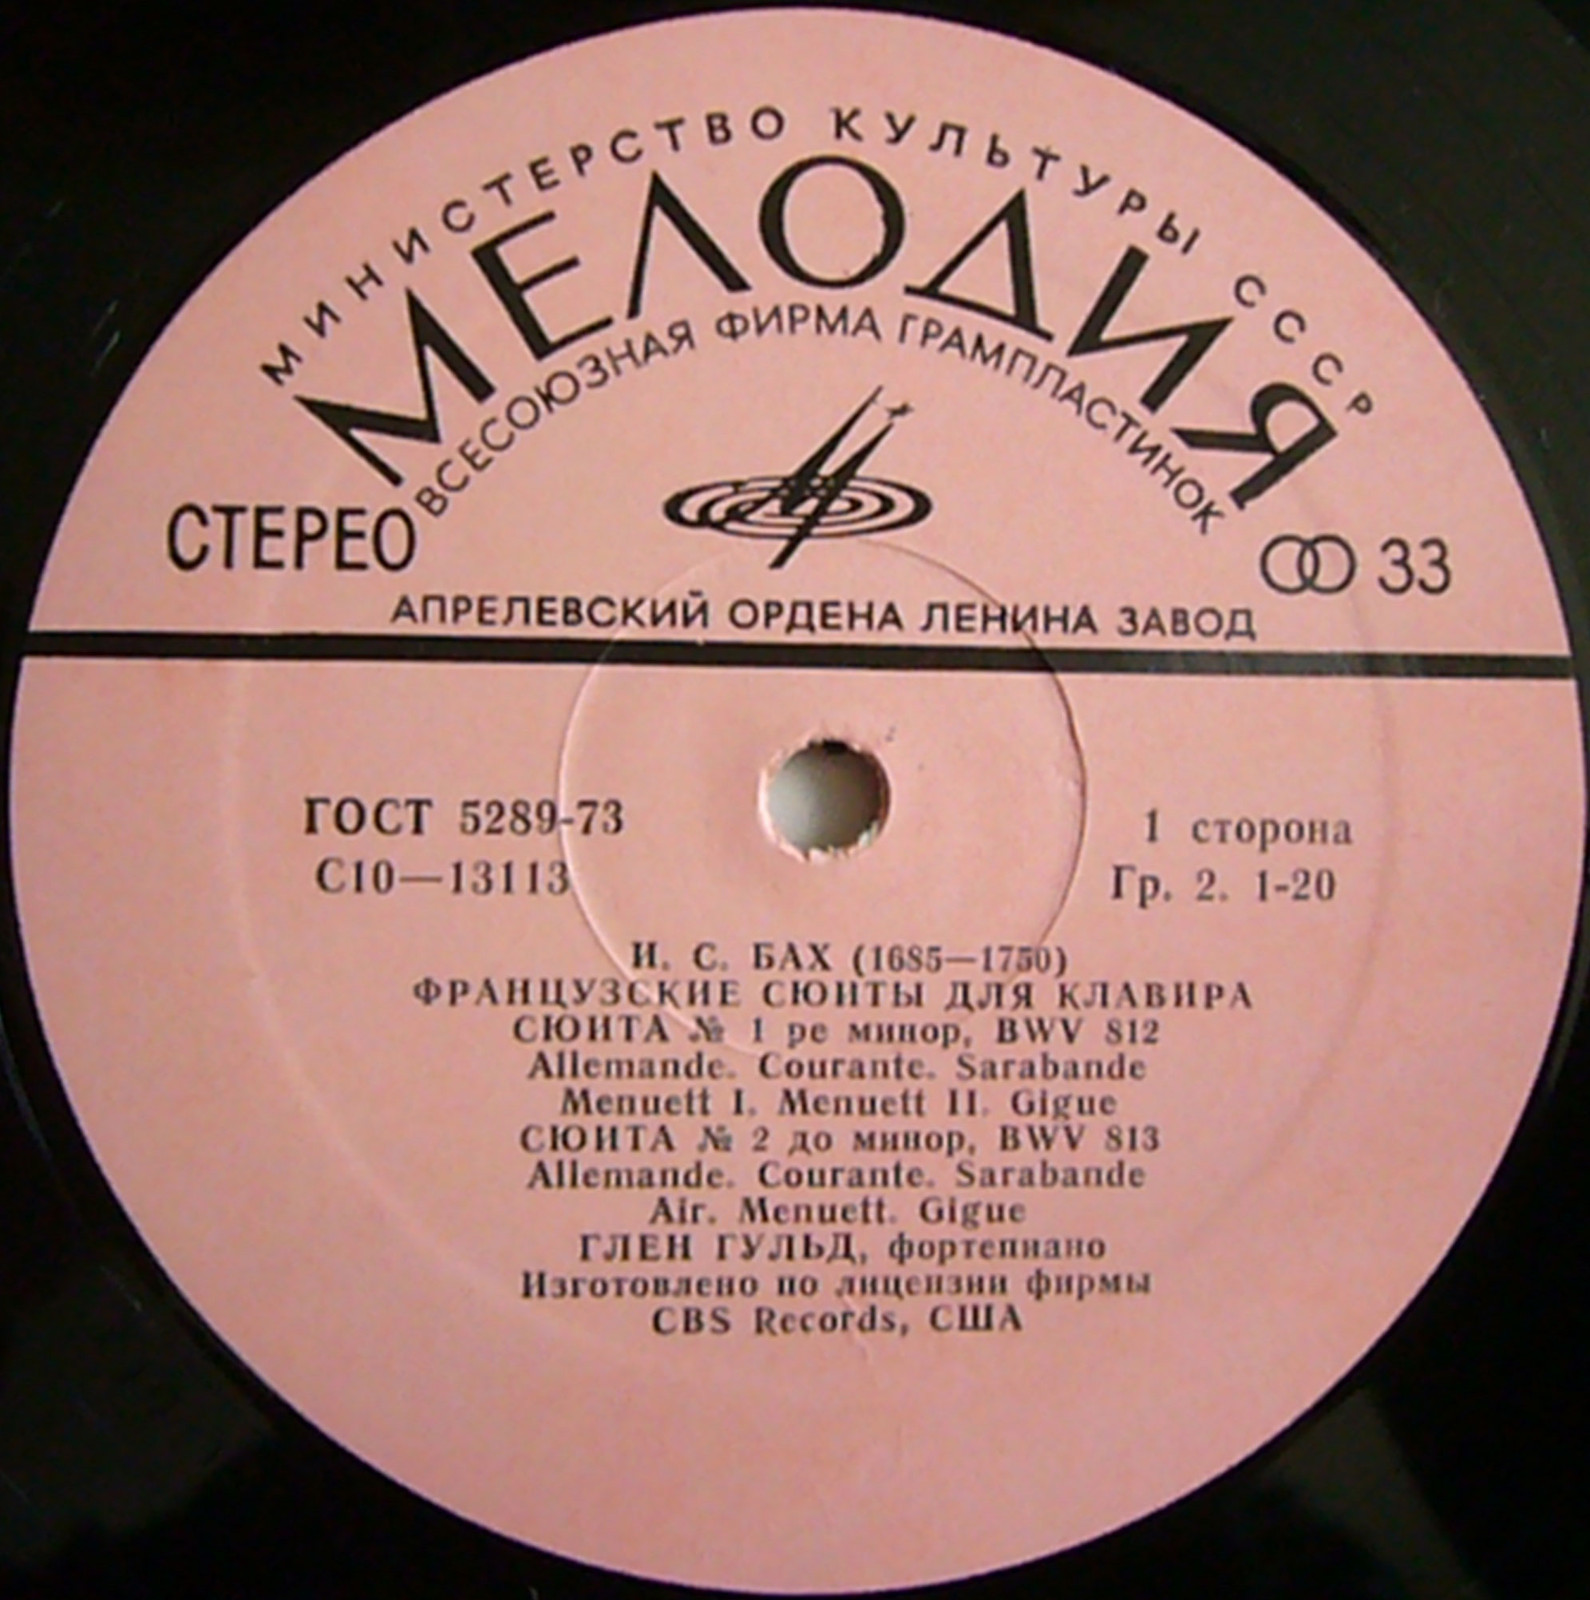 МИНИСТЕРСТВО КУЛЬТУРЫ СССР
МЕЛОДИЯ
ВСЕСОЮЗНАЯ ФИРМА ГРАМПЛАСТИНОК
СТЕРЕО
33
АПРЕЛЕВСКИЙ ОРДЕНА ЛЕНИНА ЗАВОД
ГОСТ 5289-73
С10—13113
1 сторона
Гр. 2. 1-20
И. С. БАХ (1685—1750)
ФРАНЦУЗСКИЕ СЮИТЫ ДЛЯ КЛАВИРА
СЮИТА № 1 ре минор, BWV 812
Allemande. Courante. Sarabande
Menuett I. Menuett II. Gigue
СЮИТА № 2 до минор, BWV 813
Allemande. Courante. Sarabande
Air. Menuett. Gigue
ГЛЕН ГУЛЬД, фортепиано
Изготовлено по лицензии фирмы
CBS Records, США